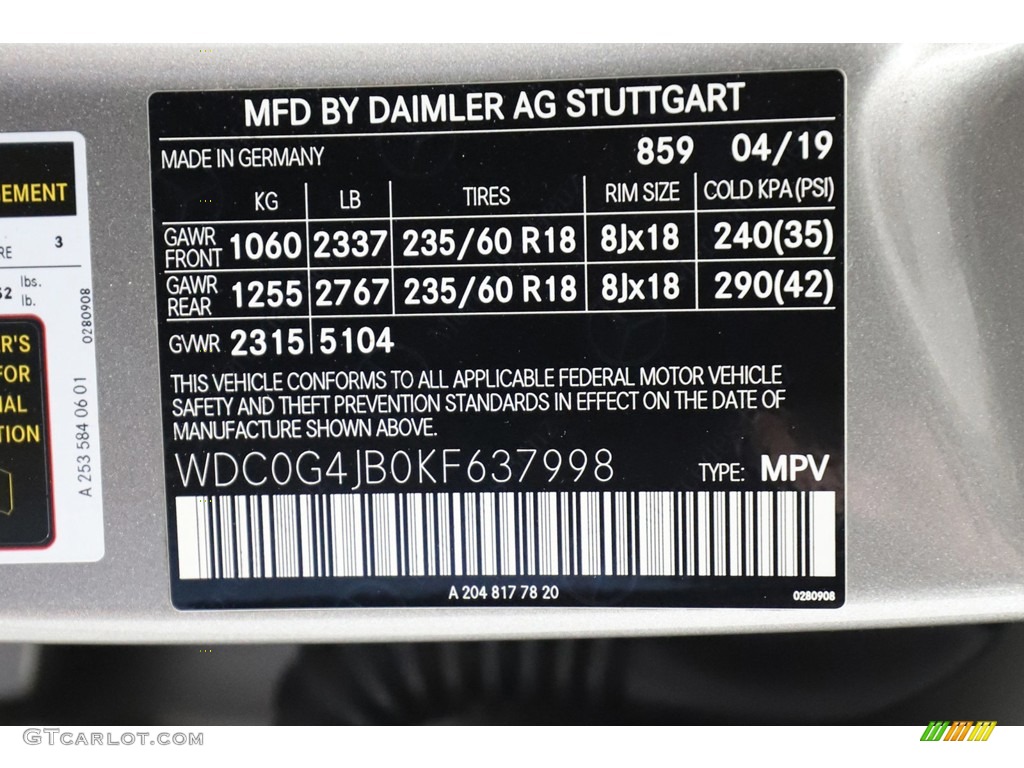 MFD BY DAIMLER AG STUTTGART
MADE IN GERMANY 859 04/19
KG LB TIRES RIM SIZE COLD KPA(PSI)
GAWR FRONT 1060 2337 235/60 R18 8Jx18 240(35)
GAWR REAR 1255 2767 235/60 R18 8Jx18 290(42)
GVWR 2315 5104
THIS VEHICLE CONFORMS TO ALL APPLICABLE FEDERAL MOTOR VEHICLE
SAFETY AND THEFT PREVENTION STANDARDS IN EFFECT ON THE DATE OF
MANUFACTURE SHOWN ABOVE.
WDC0G4JB0KF637998 TYPE: MPV
A 204 817 78 20 0280908
EMENT
RE 3
52 lbs.
lb.
R'S
FOR
IAL
TION
A 253 584 06 01 0280908
GTCARLOT.COM